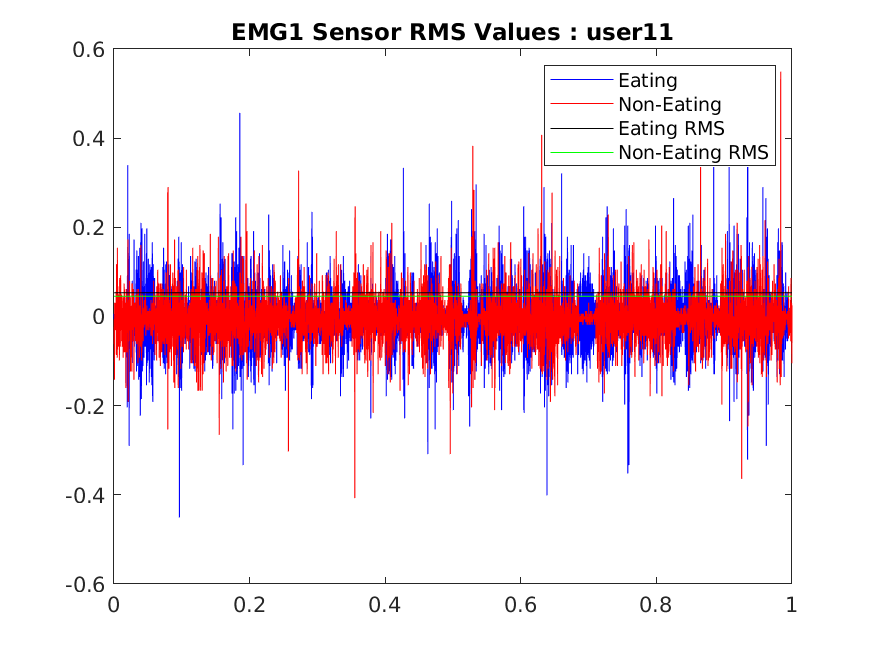 EMG1 Sensor RMS Values : user11
0.6
0.4
0.2
0
-0.2
-0.4
-0.6
Eating
Non-Eating
Eating RMS
Non-Eating RMS
0 0.2 0.4 0.6 0.8 1